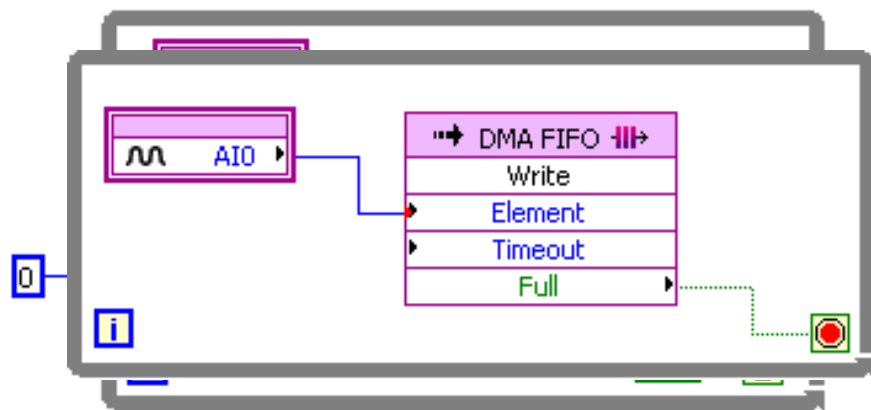 DMA FIFO
Write
AI0
Element
Timeout
0
Full
i